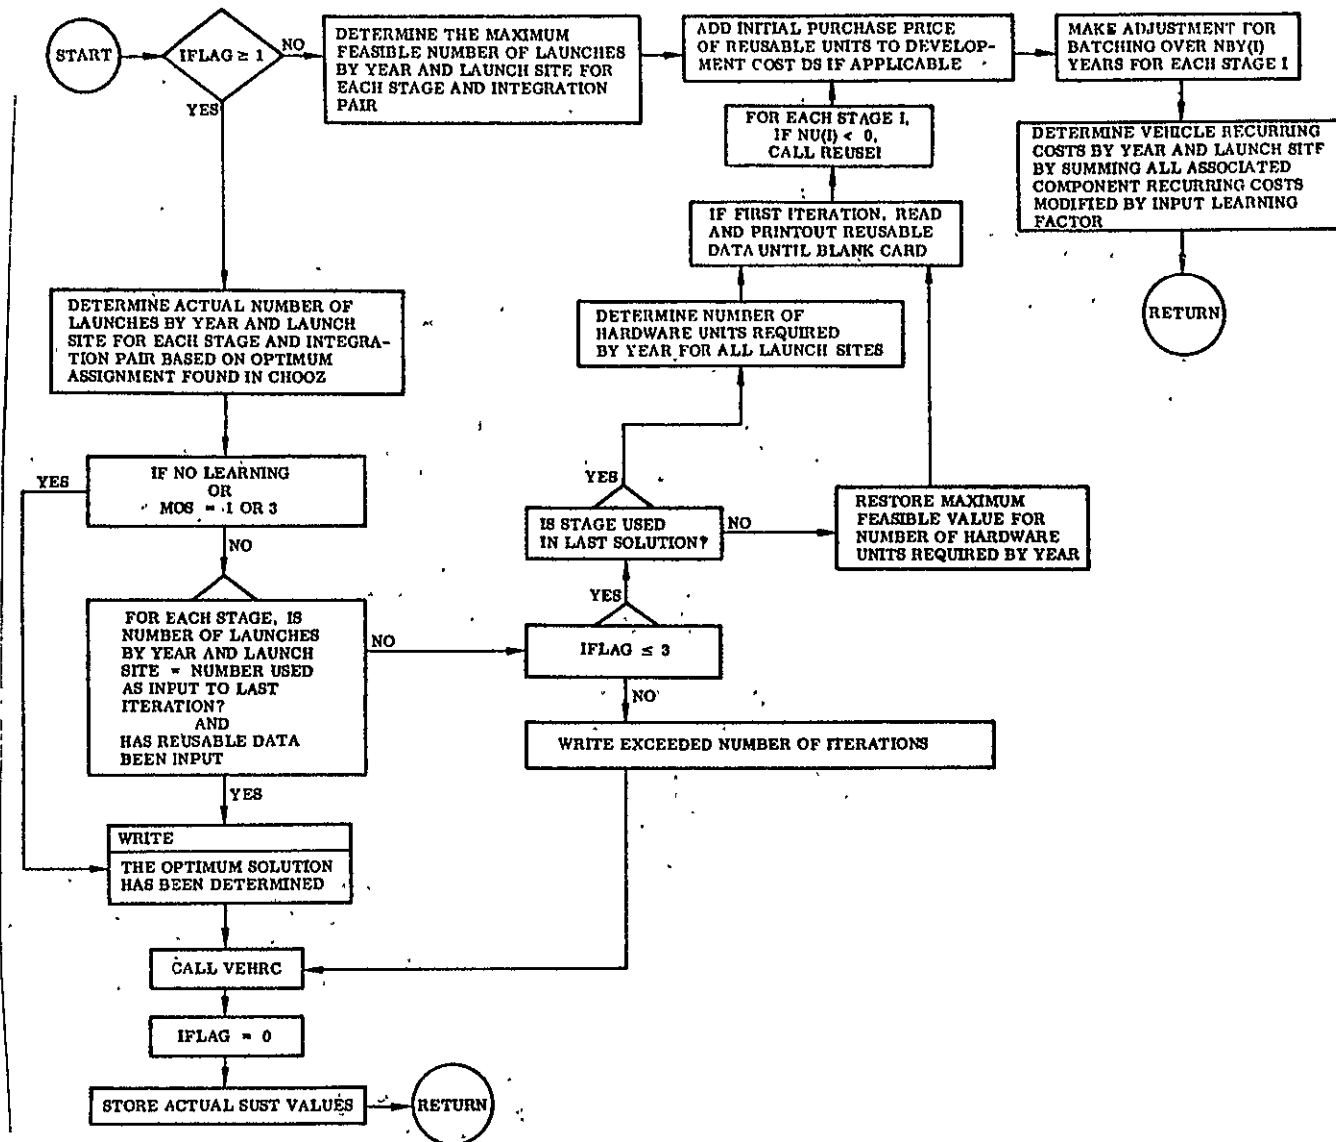 START
IFLAG ≥ 1
NO
YES
DETERMINE THE MAXIMUM
FEASIBLE NUMBER OF LAUNCHES
BY YEAR AND LAUNCH SITE FOR
EACH STAGE AND INTEGRATION
PAIR
ADD INITIAL PURCHASE PRICE
OF REUSABLE UNITS TO DEVELOP-
MENT COST DS IF APPLICABLE
MAKE ADJUSTMENT FOR
BATCHING OVER NBY(I)
YEARS FOR EACH STAGE I
FOR EACH STAGE I,
IF NU(I) < 0,
CALL REUSEI
DETERMINE VEHICLE RECURRING
COSTS BY YEAR AND LAUNCH SITE
BY SUMMING ALL ASSOCIATED
COMPONENT RECURRING COSTS
MODIFIED BY INPUT LEARNING
FACTOR
IF FIRST ITERATION, READ
AND PRINTOUT REUSABLE
DATA UNTIL BLANK CARD
RETURN
DETERMINE ACTUAL NUMBER OF
LAUNCHES BY YEAR AND LAUNCH
SITE FOR EACH STAGE AND INTEGRA-
TION PAIR BASED ON OPTIMUM
ASSIGNMENT FOUND IN CHOOZ
DETERMINE NUMBER OF
HARDWARE UNITS REQUIRED
BY YEAR FOR ALL LAUNCH SITES
YES
IF NO LEARNING
OR
MOS = 1 OR 3
NO
YES
IS STAGE USED
IN LAST SOLUTION?
NO
RESTORE MAXIMUM
FEASIBLE VALUE FOR
NUMBER OF HARDWARE
UNITS REQUIRED BY YEAR
YES
FOR EACH STAGE, IS
NUMBER OF LAUNCHES
BY YEAR AND LAUNCH
SITE = NUMBER USED
AS INPUT TO LAST
ITERATION?
AND
HAS REUSABLE DATA
BEEN INPUT
NO
IFLAG ≤ 3
NO
WRITE EXCEEDED NUMBER OF ITERATIONS
YES
WRITE
THE OPTIMUM SOLUTION
HAS BEEN DETERMINED
CALL VEHRC
IFLAG = 0
STORE ACTUAL SUST VALUES
RETURN